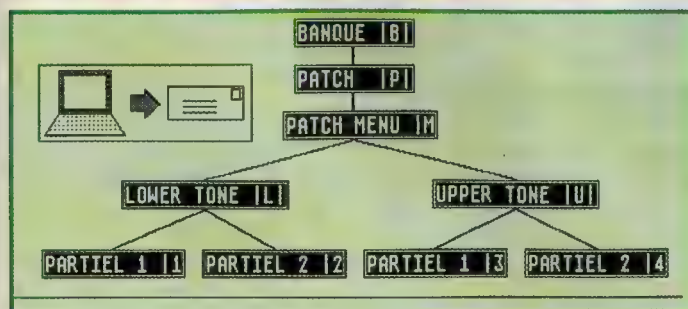 BANQUE |B|
PATCH |P|
PATCH MENU |M
LOWER TONE |L| UPPER TONE |U|
PARTIEL 1 |1 PARTIEL 2 |2 PARTIEL 1 |3 PARTIEL 2 |4